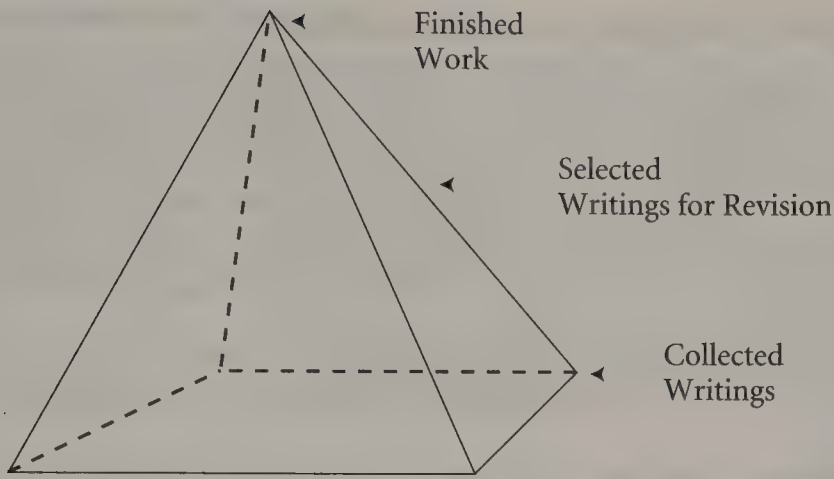 Finished
Work
Selected
Writings for Revision
Collected
Writings